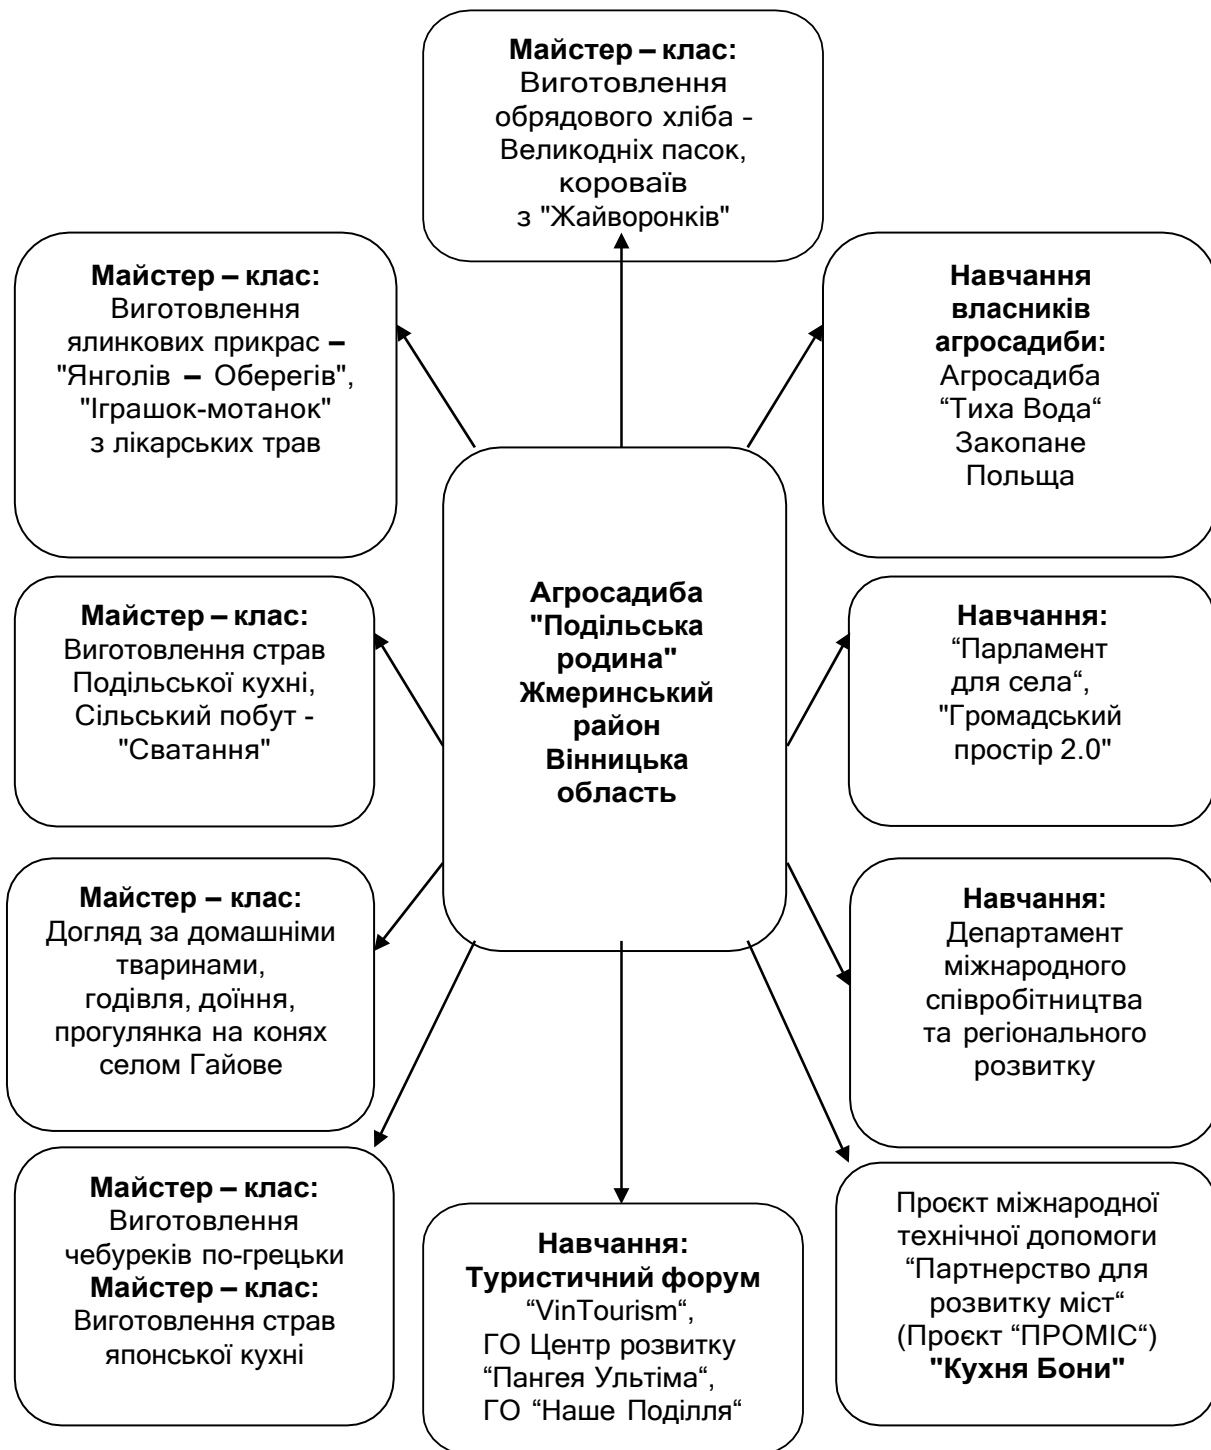 Майстер – клас:
Виготовлення
обрядового хліба -
Великодніх пасок,
короваїв
з "Жайворонків"
Майстер – клас:
Виготовлення
ялинкових прикрас –
"Янголів – Оберегів",
"Іграшок-мотанок"
з лікарських трав
Навчання
власників
агросадиби:
Агросадиба
“Тиха Вода“
Закопане
Польща
Агросадиба
"Подільська
родина"
Жмеринський
район
Вінницька
область
Майстер – клас:
Виготовлення страв
Подільської кухні,
Сільський побут -
"Сватання"
Навчання:
“Парламент
для села“,
"Громадський
простір 2.0"
Майстер – клас:
Догляд за домашніми
тваринами,
годівля, доїння,
прогулянка на конях
селом Гайове
Навчання:
Департамент
міжнародного
співробітництва
та регіонального
розвитку
Майстер – клас:
Виготовлення
чебуреків по-грецьки
Майстер – клас:
Виготовлення страв
японської кухні
Навчання:
Туристичний форум
“VinTourism“,
ГО Центр розвитку
“Пангея Ультіма“,
ГО “Наше Поділля“
Проєкт міжнародної
технічної допомоги
“Партнерство для
розвитку міст“
(Проєкт “ПРОМІС“)
"Кухня Бони"